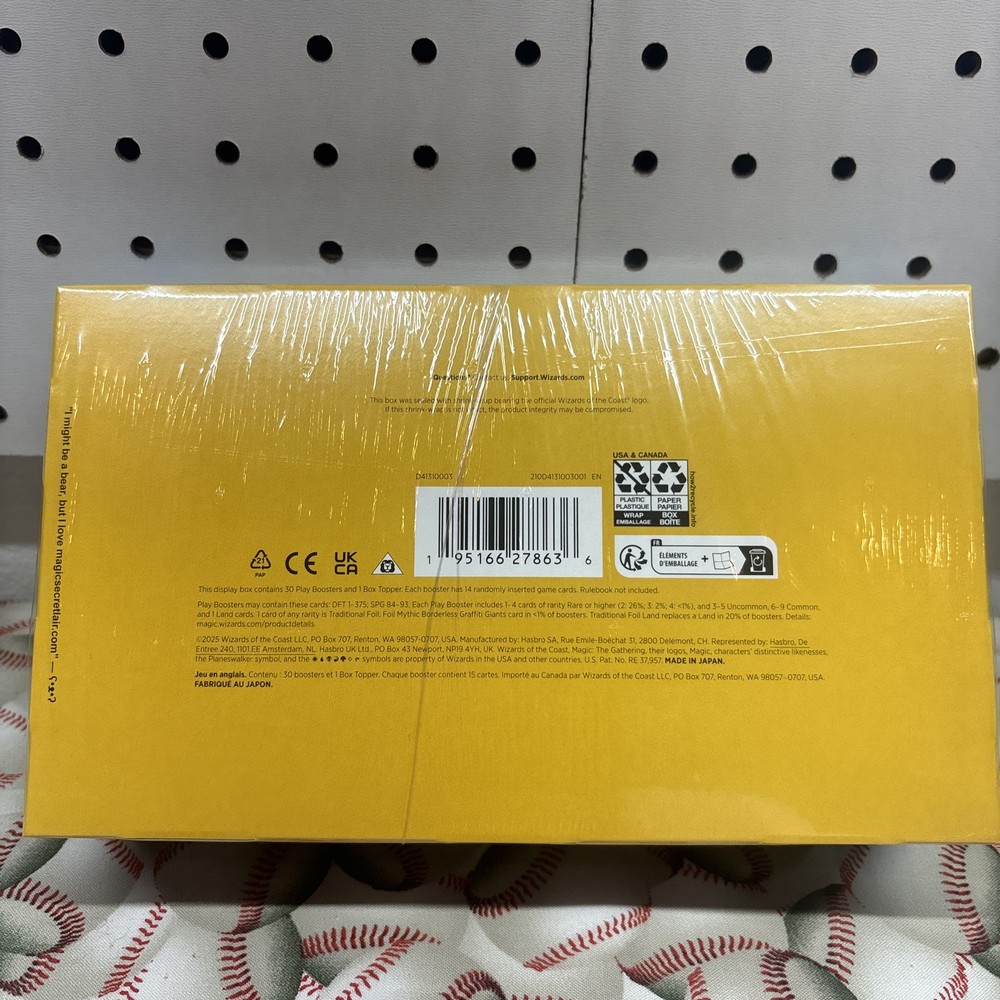 Questions? Contact us: Support.Wizards.com
This box was sealed with shrink-wrap bearing the official Wizards of the Coast® logo.
If this shrink-wrap is not intact, the product integrity may be compromised.
D41310003 210D4131003001 EN
USA & CANADA
PLASTIC PAPER
PLASTIQUE PAPIER
WRAP BOX
EMBALLAGE BOÎTE
how2recycle.info
1 95166 27863 6
21
PAP
CE
UK
CA
FR
ÉLÉMENTS
D'EMBALLAGE +
This display box contains 30 Play Boosters and 1 Box Topper. Each booster has 14 randomly inserted game cards. Rulebook not included.
Play Boosters may contain these cards: DFT 1-375; SPG 84-93. Each Play Booster includes 1- 4 cards of rarity Rare or higher (2: 26%; 3: 2%; 4: <1%), and 3-5 Uncommon, 6-9 Common,
and 1 Land cards. 1 card of any rarity is Traditional Foil. Foil Mythic Borderless Graffiti Giants card in <1% of boosters. Traditional Foil Land replaces a Land in 20% of boosters. Details:
magic.wizards.com/productdetails
©2025 Wizards of the Coast LLC, PO Box 707, Renton, WA 98057-0707, USA. Manufactured by: Hasbro SA, Rue Emile-Boéchat 31, 2800 Delemont, CH. Represented by: Hasbro, De
Entree 240, 1101 EE Amsterdam, NL. Hasbro UK Ltd., PO Box 43 Newport, NP19 4YH, UK. Wizards of the Coast, Magic: The Gathering, their logos, Magic, characters' distinctive likenesses,
the Planeswalker symbol, and the symbols are property of Wizards in the USA and other countries. U.S. Pat. No. RE 37,957. MADE IN JAPAN.
Jeu en anglais. Contenu : 30 boosters et 1 Box Topper. Chaque booster contient 15 cartes. Importé au Canada par Wizards of the Coast LLC, PO Box 707, Renton, WA 98057-0707, USA.
FABRIQUÉ AU JAPON.
"I might be a bear, but I love magicsecretlair.com" — ʕ•ᴥ•ʔ